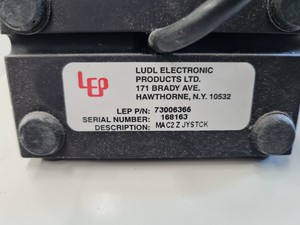 LEP
LUDL ELECTRONIC
PRODUCTS LTD.
171 BRADY AVE.
HAWTHORNE, N.Y. 10532
LEP P/N: 73006366
SERIAL NUMBER: 168163
DESCRIPTION: MAC2 Z JYSTCK